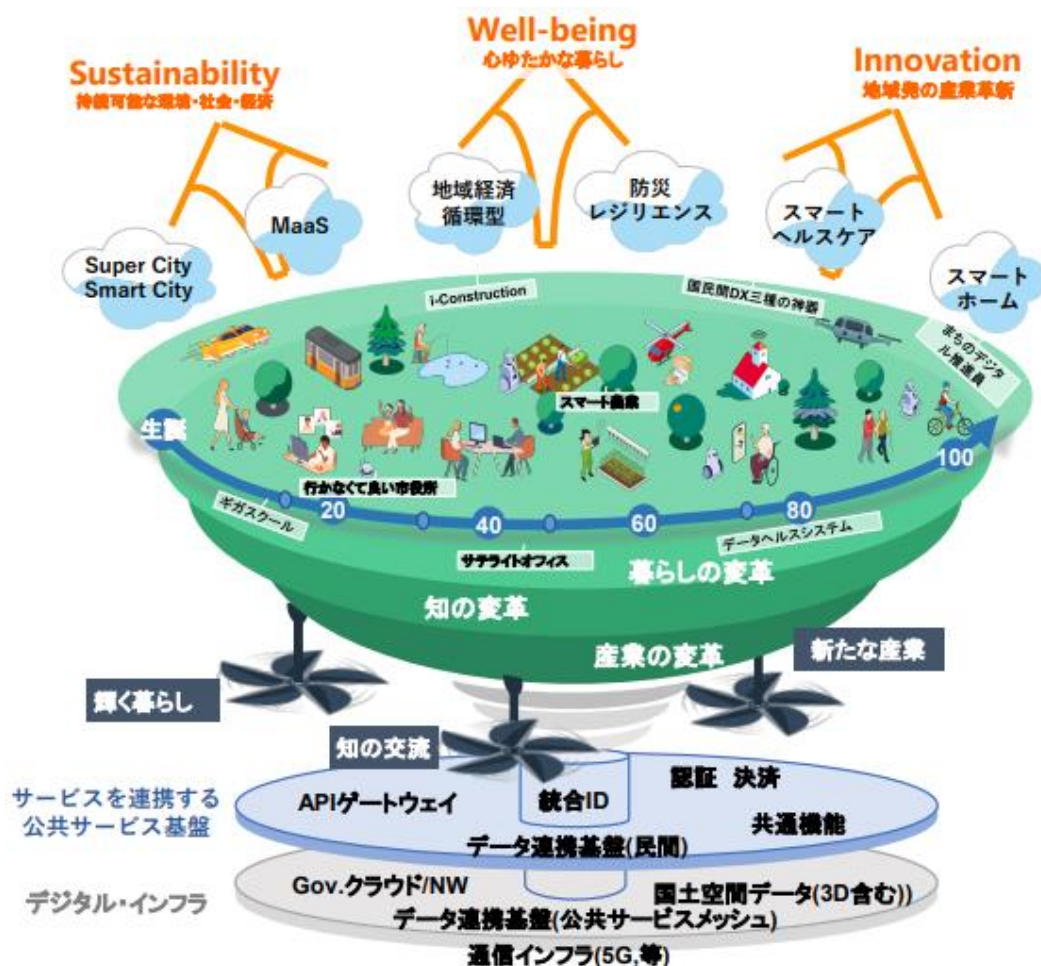 Well-being
心ゆたかな暮らし
Sustainability
持続可能な環境・社会・経済
Innovation
地域発の産業革新
地域経済
循環型
防災
レジリエンス
MaaS
スマート
ヘルスケア
Super City
Smart City
スマート
ホーム
i-Construction
国民間DX三種の神器
まちのデジタ
ル推進員
スマート農業
生誕
行かなくて良い市役所
ギガスクール
20
40
60
80
100
サテライトオフィス
データヘルスシステム
暮らしの変革
知の変革
産業の変革
新たな産業
輝く暮らし
知の交流
サービスを連携する
公共サービス基盤
APIゲートウェイ
統合ID
認証 決済
共通機能
データ連携基盤(民間)
デジタル・インフラ
Gov.クラウド/NW
国土空間データ(3D含む))
データ連携基盤(公共サービスメッシュ)
通信インフラ(5G,等)